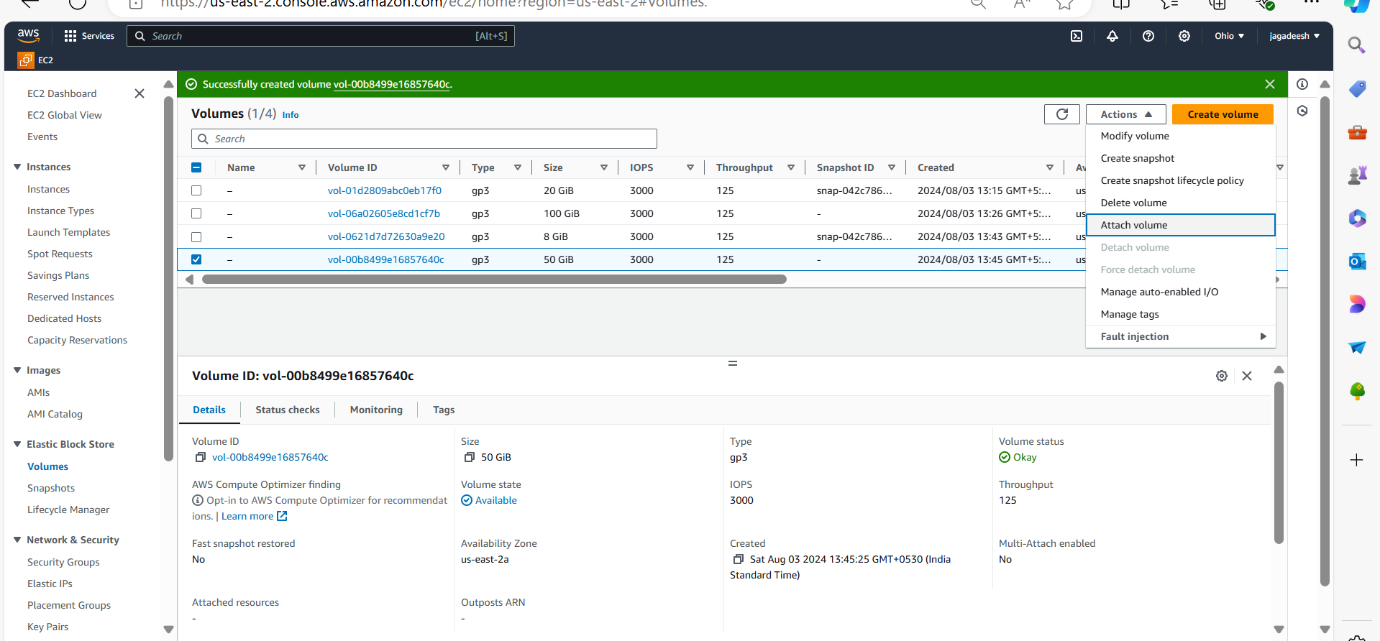 https://us-east-2.console.aws.amazon.com/ec2/home?region=us-east-2#Volumes:
aws Services Search [Alt+S] Ohio jagadeesh
EC2
EC2 Dashboard
EC2 Global View
Events
Instances
Instances
Instance Types
Launch Templates
Spot Requests
Savings Plans
Reserved Instances
Dedicated Hosts
Capacity Reservations
Images
AMIs
AMI Catalog
Elastic Block Store
Volumes
Snapshots
Lifecycle Manager
Network & Security
Security Groups
Elastic IPs
Placement Groups
Key Pairs
Successfully created volume vol-00b8499e16857640c.
Volumes (1/4) Info
Actions Create volume
Search
Name Volume ID Type Size IOPS Throughput Snapshot ID Created
– vol-01d2809abc0eb17f0 gp3 20 GiB 3000 125 snap-042c786... 2024/08/03 13:15 GMT+5:...
– vol-06a02605e8cd1cf7b gp3 100 GiB 3000 125 - 2024/08/03 13:26 GMT+5:...
– vol-0621d7d72630a9e20 gp3 8 GiB 3000 125 snap-042c786... 2024/08/03 13:43 GMT+5:...
– vol-00b8499e16857640c gp3 50 GiB 3000 125 - 2024/08/03 13:45 GMT+5:...
Modify volume
Create snapshot
Create snapshot lifecycle policy
Delete volume
Attach volume
Detach volume
Force detach volume
Manage auto-enabled I/O
Manage tags
Fault injection
Volume ID: vol-00b8499e16857640c
Details Status checks Monitoring Tags
Volume ID
vol-00b8499e16857640c
Size
50 GiB
Type
gp3
Volume status
Okay
AWS Compute Optimizer finding
Opt-in to AWS Compute Optimizer for recommendat
ions. | Learn more
Volume state
Available
IOPS
3000
Throughput
125
Fast snapshot restored
No
Availability Zone
us-east-2a
Created
Sat Aug 03 2024 13:45:25 GMT+0530 (India
Standard Time)
Multi-Attach enabled
No
Attached resources
-
Outposts ARN
-